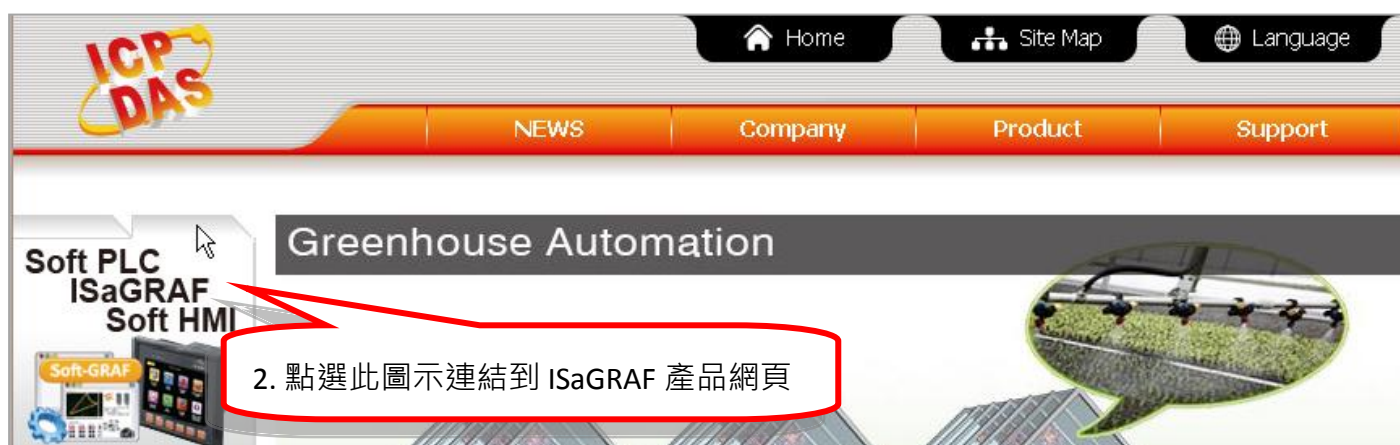 ICP
DAS
Home
Site Map
Language
NEWS
Company
Product
Support
Greenhouse Automation
Soft PLC
ISaGRAF
Soft HMI
Soft-GRAF
2. 點選此圖示連結到 ISaGRAF 產品網頁